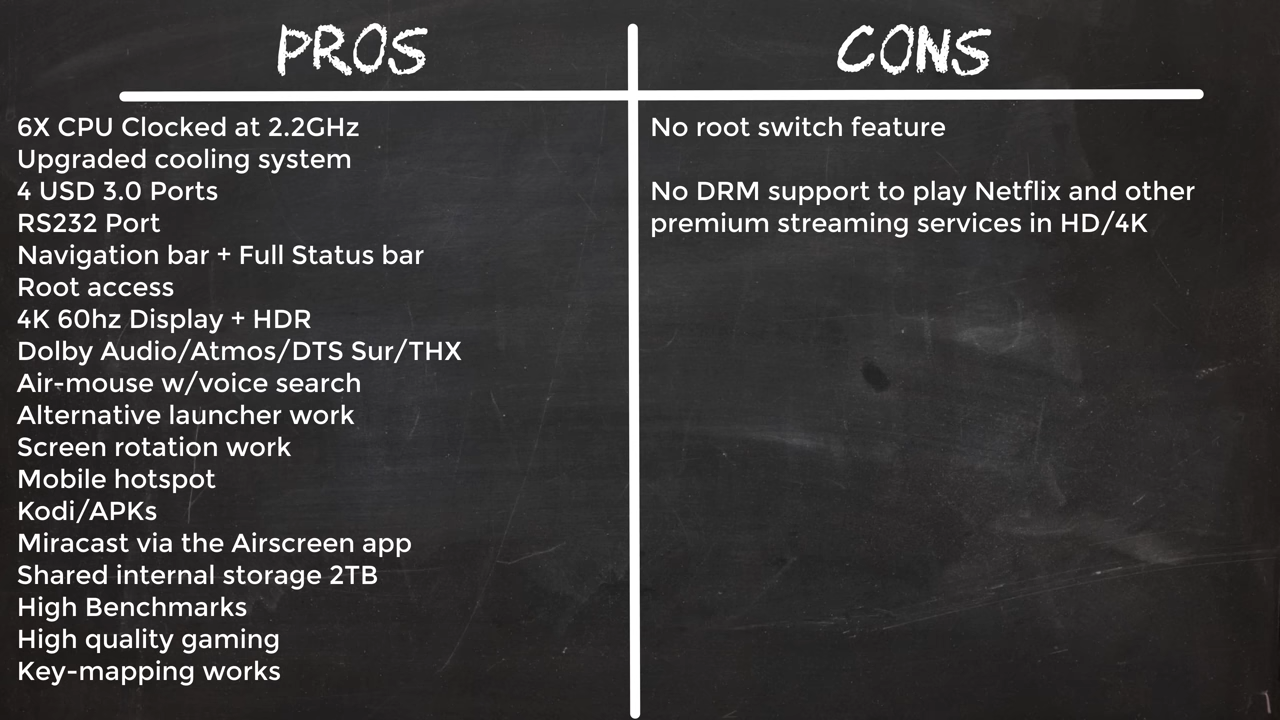 PROS
CONS
6X CPU Clocked at 2.2GHz
Upgraded cooling system
4 USD 3.0 Ports
RS232 Port
Navigation bar + Full Status bar
Root access
4K 60hz Display + HDR
Dolby Audio/Atmos/DTS Sur/THX
Air-mouse w/voice search
Alternative launcher work
Screen rotation work
Mobile hotspot
Kodi/APKs
Miracast via the Airscreen app
Shared internal storage 2TB
High Benchmarks
High quality gaming
Key-mapping works
No root switch feature
No DRM support to play Netflix and other
premium streaming services in HD/4K